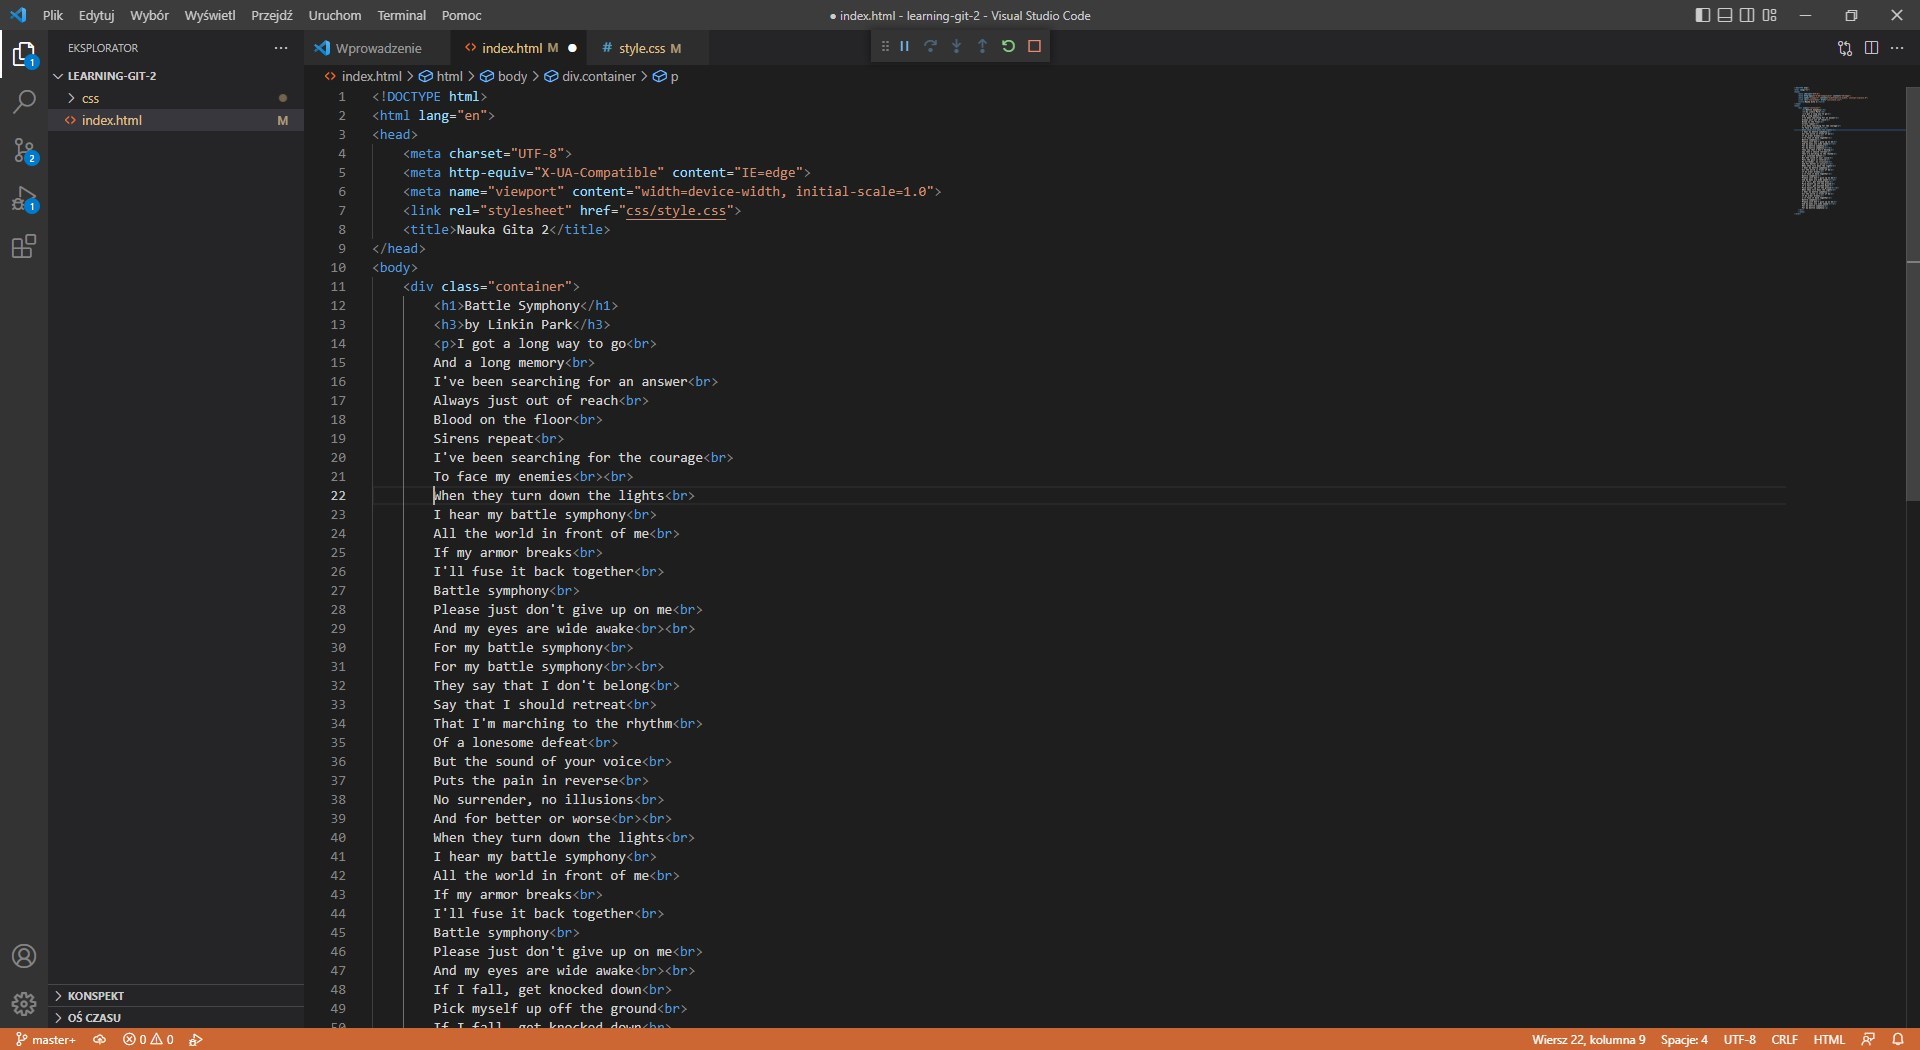 Plik Edytuj Wybór Wyświetl Przejdź Uruchom Terminal Pomoc
● index.html - learning-git-2 - Visual Studio Code
EKSPLORATOR
Wprowadzenie
index.html M
# style.css M
LEARNING-GIT-2
index.html > html > body > div.container > p
css
index.html M
1
2
1
1 <!DOCTYPE html>
2 <html lang="en">
3 <head>
4 <meta charset="UTF-8">
5 <meta http-equiv="X-UA-Compatible" content="IE=edge">
6 <meta name="viewport" content="width=device-width, initial-scale=1.0">
7 <link rel="stylesheet" href="css/style.css">
8 <title>Nauka Gita 2</title>
9 </head>
10 <body>
11 <div class="container">
12 <h1>Battle Symphony</h1>
13 <h3>by Linkin Park</h3>
14 <p>I got a long way to go<br>
15 And a long memory<br>
16 I've been searching for an answer<br>
17 Always just out of reach<br>
18 Blood on the floor<br>
19 Sirens repeat<br>
20 I've been searching for the courage<br>
21 To face my enemies<br><br>
22 When they turn down the lights<br>
23 I hear my battle symphony<br>
24 All the world in front of me<br>
25 If my armor breaks<br>
26 I'll fuse it back together<br>
27 Battle symphony<br>
28 Please just don't give up on me<br>
29 And my eyes are wide awake<br><br>
30 For my battle symphony<br>
31 For my battle symphony<br><br>
32 They say that I don't belong<br>
33 Say that I should retreat<br>
34 That I'm marching to the rhythm<br>
35 Of a lonesome defeat<br>
36 But the sound of your voice<br>
37 Puts the pain in reverse<br>
38 No surrender, no illusions<br>
39 And for better or worse<br><br>
40 When they turn down the lights<br>
41 I hear my battle symphony<br>
42 All the world in front of me<br>
43 If my armor breaks<br>
44 I'll fuse it back together<br>
45 Battle symphony<br>
46 Please just don't give up on me<br>
47 And my eyes are wide awake<br><br>
48 If I fall, get knocked down<br>
49 Pick myself up off the ground<br>
50 If I fall, get knocked down<br>
KONSPEKT
OŚ CZASU
master+ 0 0
Wiersz 22, kolumna 9 Spacje: 4 UTF-8 CRLF HTML